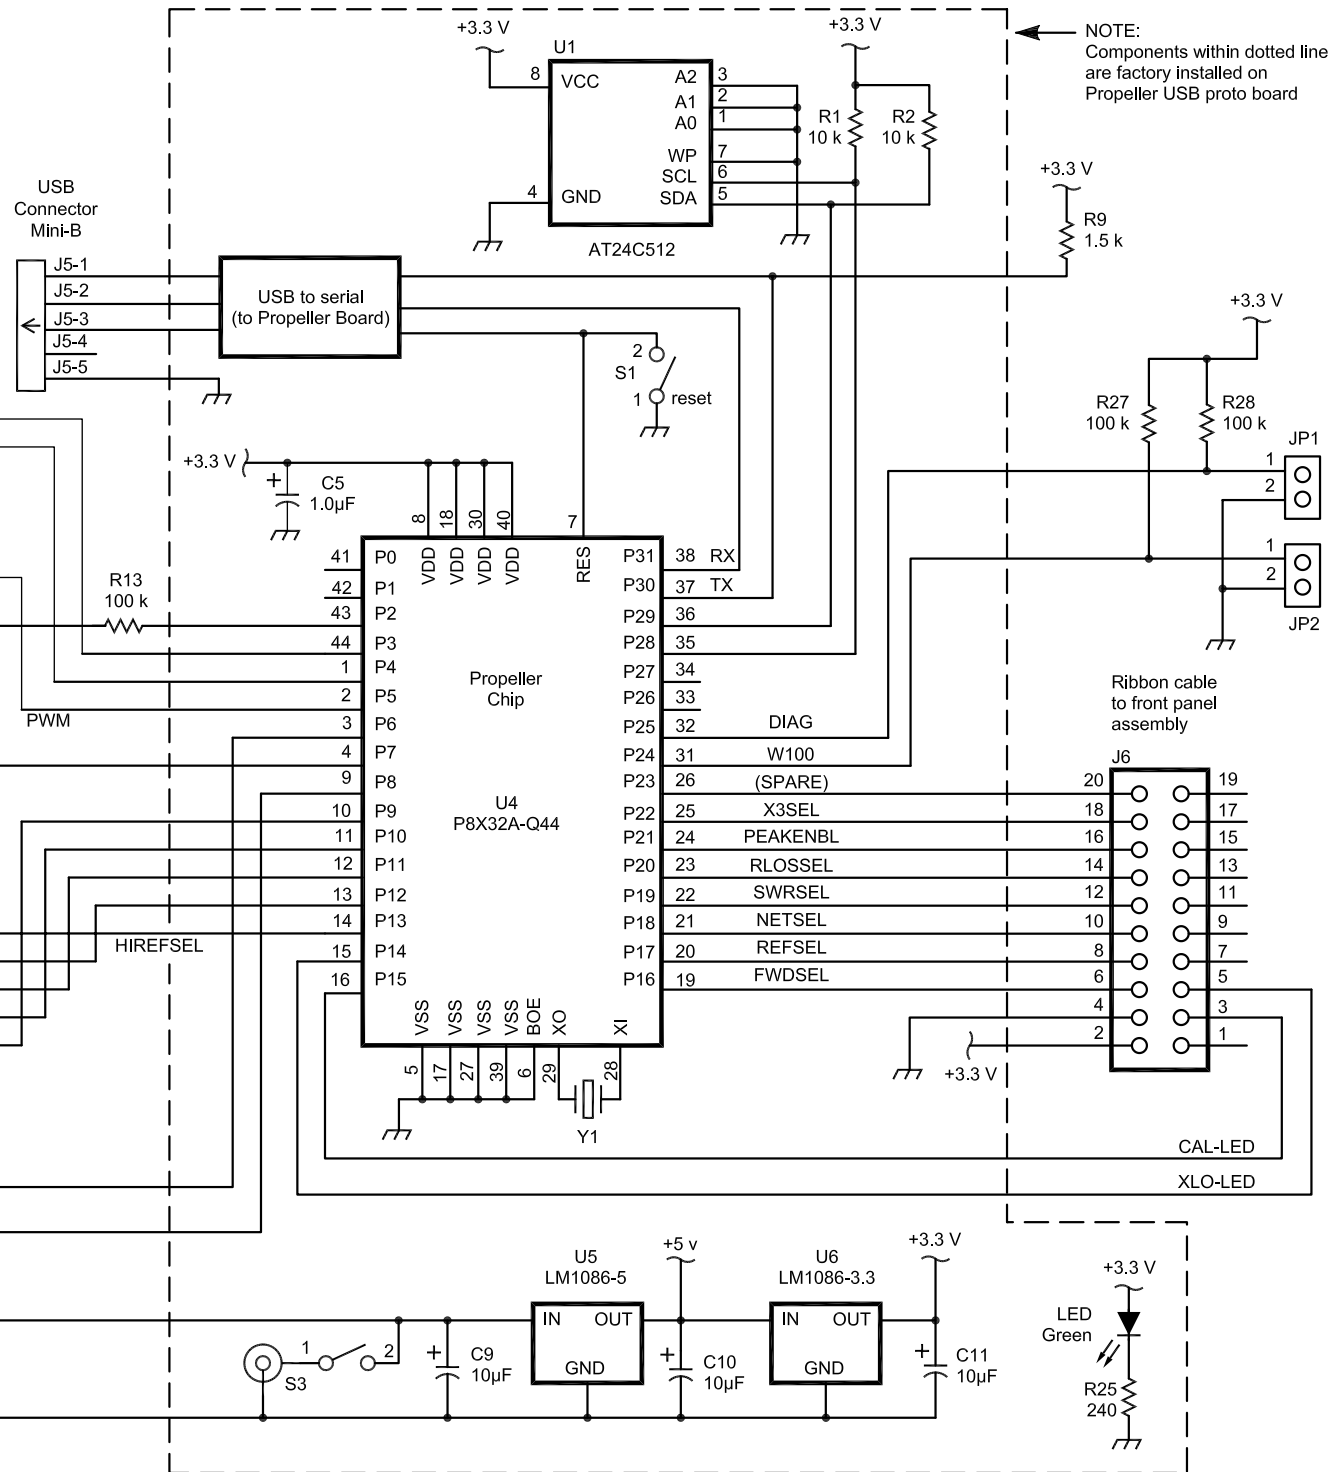 NOTE:
Components within dotted line
are factory installed on
Propeller USB proto board
+3.3 V
U1
8
VCC
4
GND
A2
3
A1
2
A0
1
WP
7
SCL
6
SDA
5
AT24C512
+3.3 V
R1
10 k
R2
10 k
+3.3 V
R9
1.5 k
USB
Connector
Mini-B
J5-1
J5-2
J5-3
J5-4
J5-5
USB to serial
(to Propeller Board)
2
S1
1
reset
+3.3 V
R27
100 k
R28
100 k
JP1
1
2
1
2
JP2
+3.3 V
+
C5
1.0µF
8
18
30
40
7
VDD
VDD
VDD
VDD
RES
R13
100 k
PWM
HIREFSEL
41
P0
42
P1
43
P2
44
P3
1
P4
2
P5
3
P6
4
P7
9
P8
10
P9
11
P10
12
P11
13
P12
14
P13
15
P14
16
P15
Propeller
Chip
U4
P8X32A-Q44
P31
38
RX
P30
37
TX
P29
36
P28
35
P27
34
P26
33
P25
32
DIAG
P24
31
W100
P23
26
(SPARE)
P22
25
X3SEL
P21
24
PEAKENBL
P20
23
RLOSSEL
P19
22
SWRSEL
P18
21
NETSEL
P17
20
REFSEL
P16
19
FWDSEL
VSS
VSS
VSS
VSS
BOE
XO
XI
5
17
27
39
6
29
28
Y1
Ribbon cable
to front panel
assembly
J6
20
19
18
17
16
15
14
13
12
11
10
9
8
7
6
5
4
3
2
1
+3.3 V
CAL-LED
XLO-LED
1
2
S3
+
C9
10µF
U5
LM1086-5
IN
OUT
GND
+5 v
+
C10
10µF
U6
LM1086-3.3
IN
OUT
GND
+3.3 V
+
C11
10µF
+3.3 V
LED
Green
R25
240